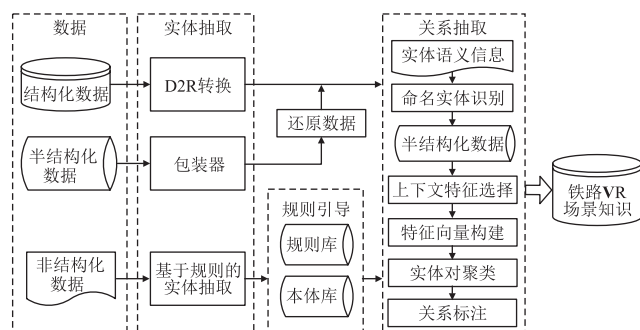 数据
实体抽取
关系抽取
结构化数据
D2R转换
实体语义信息
命名实体识别
还原数据
半结构化
数据
包装器
半结构化数据
上下文特征选择
铁路VR
场景知识
规则引导
规则库
特征向量构建
非结构化
数据
基于规则的
实体抽取
本体库
实体对聚类
关系标注